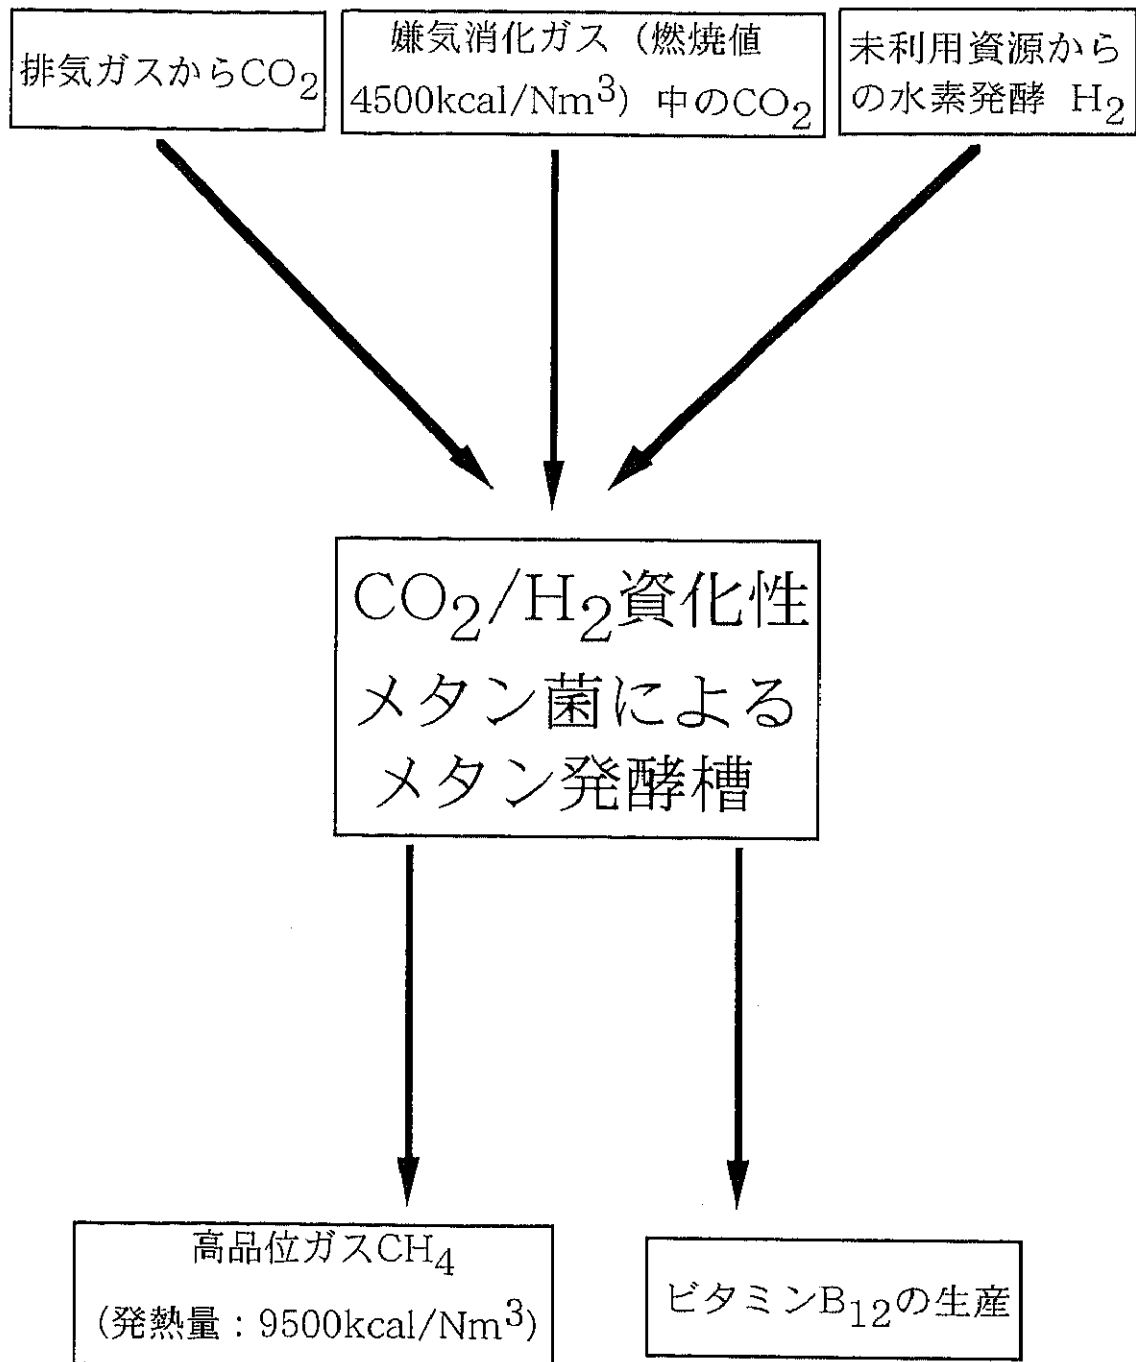 排気ガスからCO2
嫌気消化ガス（燃焼値
4500kcal/Nm3）中のCO2
未利用資源から
の水素発酵 H2
CO2/H2資化性
メタン菌による
メタン発酵槽
高品位ガスCH4
(発熱量：9500kcal/Nm3)
ビタミンB12の生産